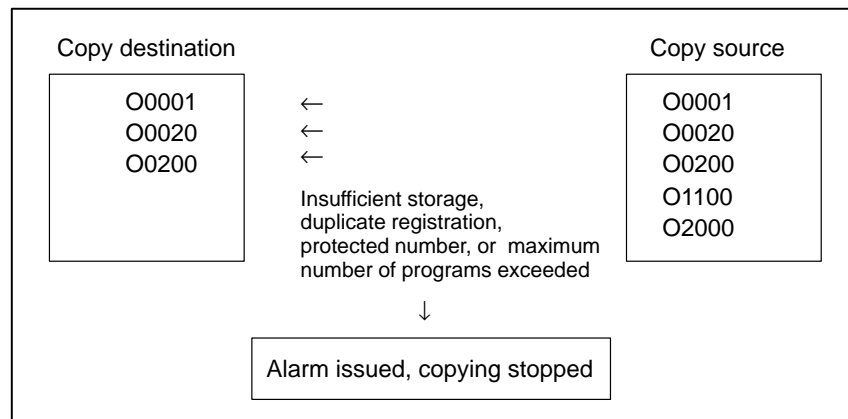 Copy destination
O0001
O0020
O0200
←
←
←
Insufficient storage,
duplicate registration,
protected number, or maximum
number of programs exceeded
↓
Alarm issued, copying stopped
Copy source
O0001
O0020
O0200
O1100
O2000